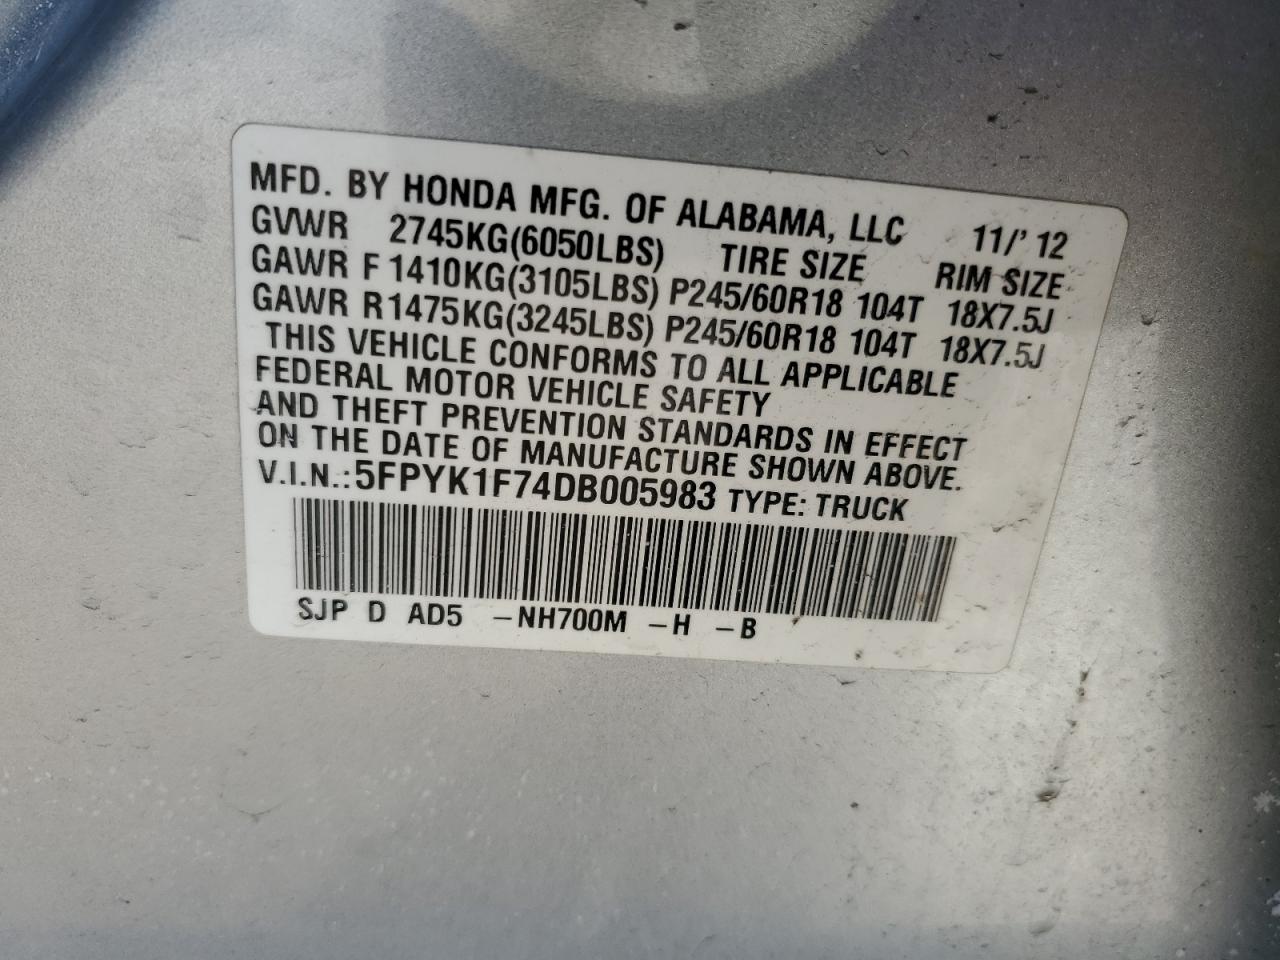 MFD. BY HONDA MFG. OF ALABAMA, LLC 11/' 12
GVWR 2745KG(6050LBS) TIRE SIZE RIM SIZE
GAWR F 1410KG(3105LBS) P245/60R18 104T 18X7.5J
GAWR R 1475KG(3245LBS) P245/60R18 104T 18X7.5J
THIS VEHICLE CONFORMS TO ALL APPLICABLE
FEDERAL MOTOR VEHICLE SAFETY
AND THEFT PREVENTION STANDARDS IN EFFECT
ON THE DATE OF MANUFACTURE SHOWN ABOVE.
V.I.N.:5FPYK1F74DB005983 TYPE: TRUCK
SJP D AD5 -NH700M -H -B